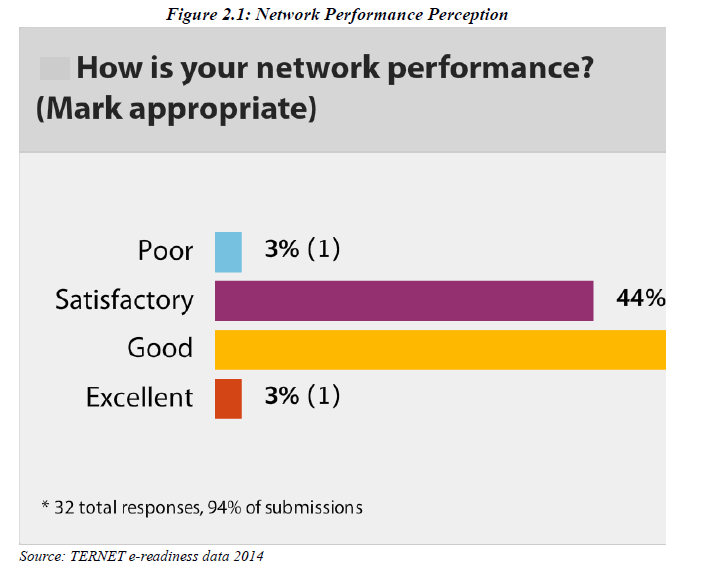 Figure 2.1: Network Performance Perception
How is your network performance?
(Mark appropriate)
Poor 3% (1)
Satisfactory 44%
Good
Excellent 3% (1)
* 32 total responses, 94% of submissions
Source: TERNET e-readiness data 2014